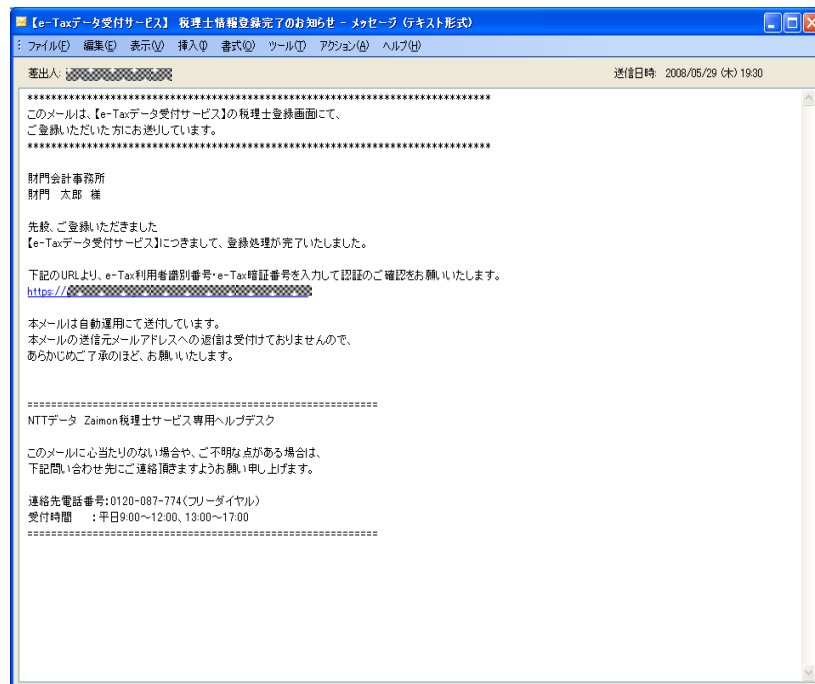 【e-Taxデータ受付サービス】 税理士情報登録完了のお知らせ - メッセージ (テキスト形式)
ファイル(F) 編集(E) 表示(V) 挿入(I) 書式(O) ツール(T) アクション(A) ヘルプ(H)
差出人: 送信日時: 2008/05/29 (木) 19:30
******************************************************************************
このメールは、【e-Taxデータ受付サービス】の税理士登録画面にて、
ご登録いただいた方にお送りしています。
******************************************************************************
財門会計事務所
財門 太郎 様
先般、ご登録いただきました
【e-Taxデータ受付サービス】につきまして、登録処理が完了いたしました。
下記のURLより、e-Tax利用者識別番号・e-Tax暗証番号を入力して認証のご確認をお願いいたします。
https://
本メールは自動運用にて送付しています。
本メールの送信元メールアドレスへの返信は受付けておりませんので、
あらかじめご了承のほど、お願いいたします。
===========================================================
NTTデータ Zaimon税理士サービス専用ヘルプデスク
このメールに心当たりのない場合や、ご不明な点がある場合は、
下記問い合わせ先にご連絡頂きますようお願い申し上げます。
連絡先電話番号:0120-087-774(フリーダイヤル)
受付時間 :平日9:00～12:00、13:00～17:00
===========================================================